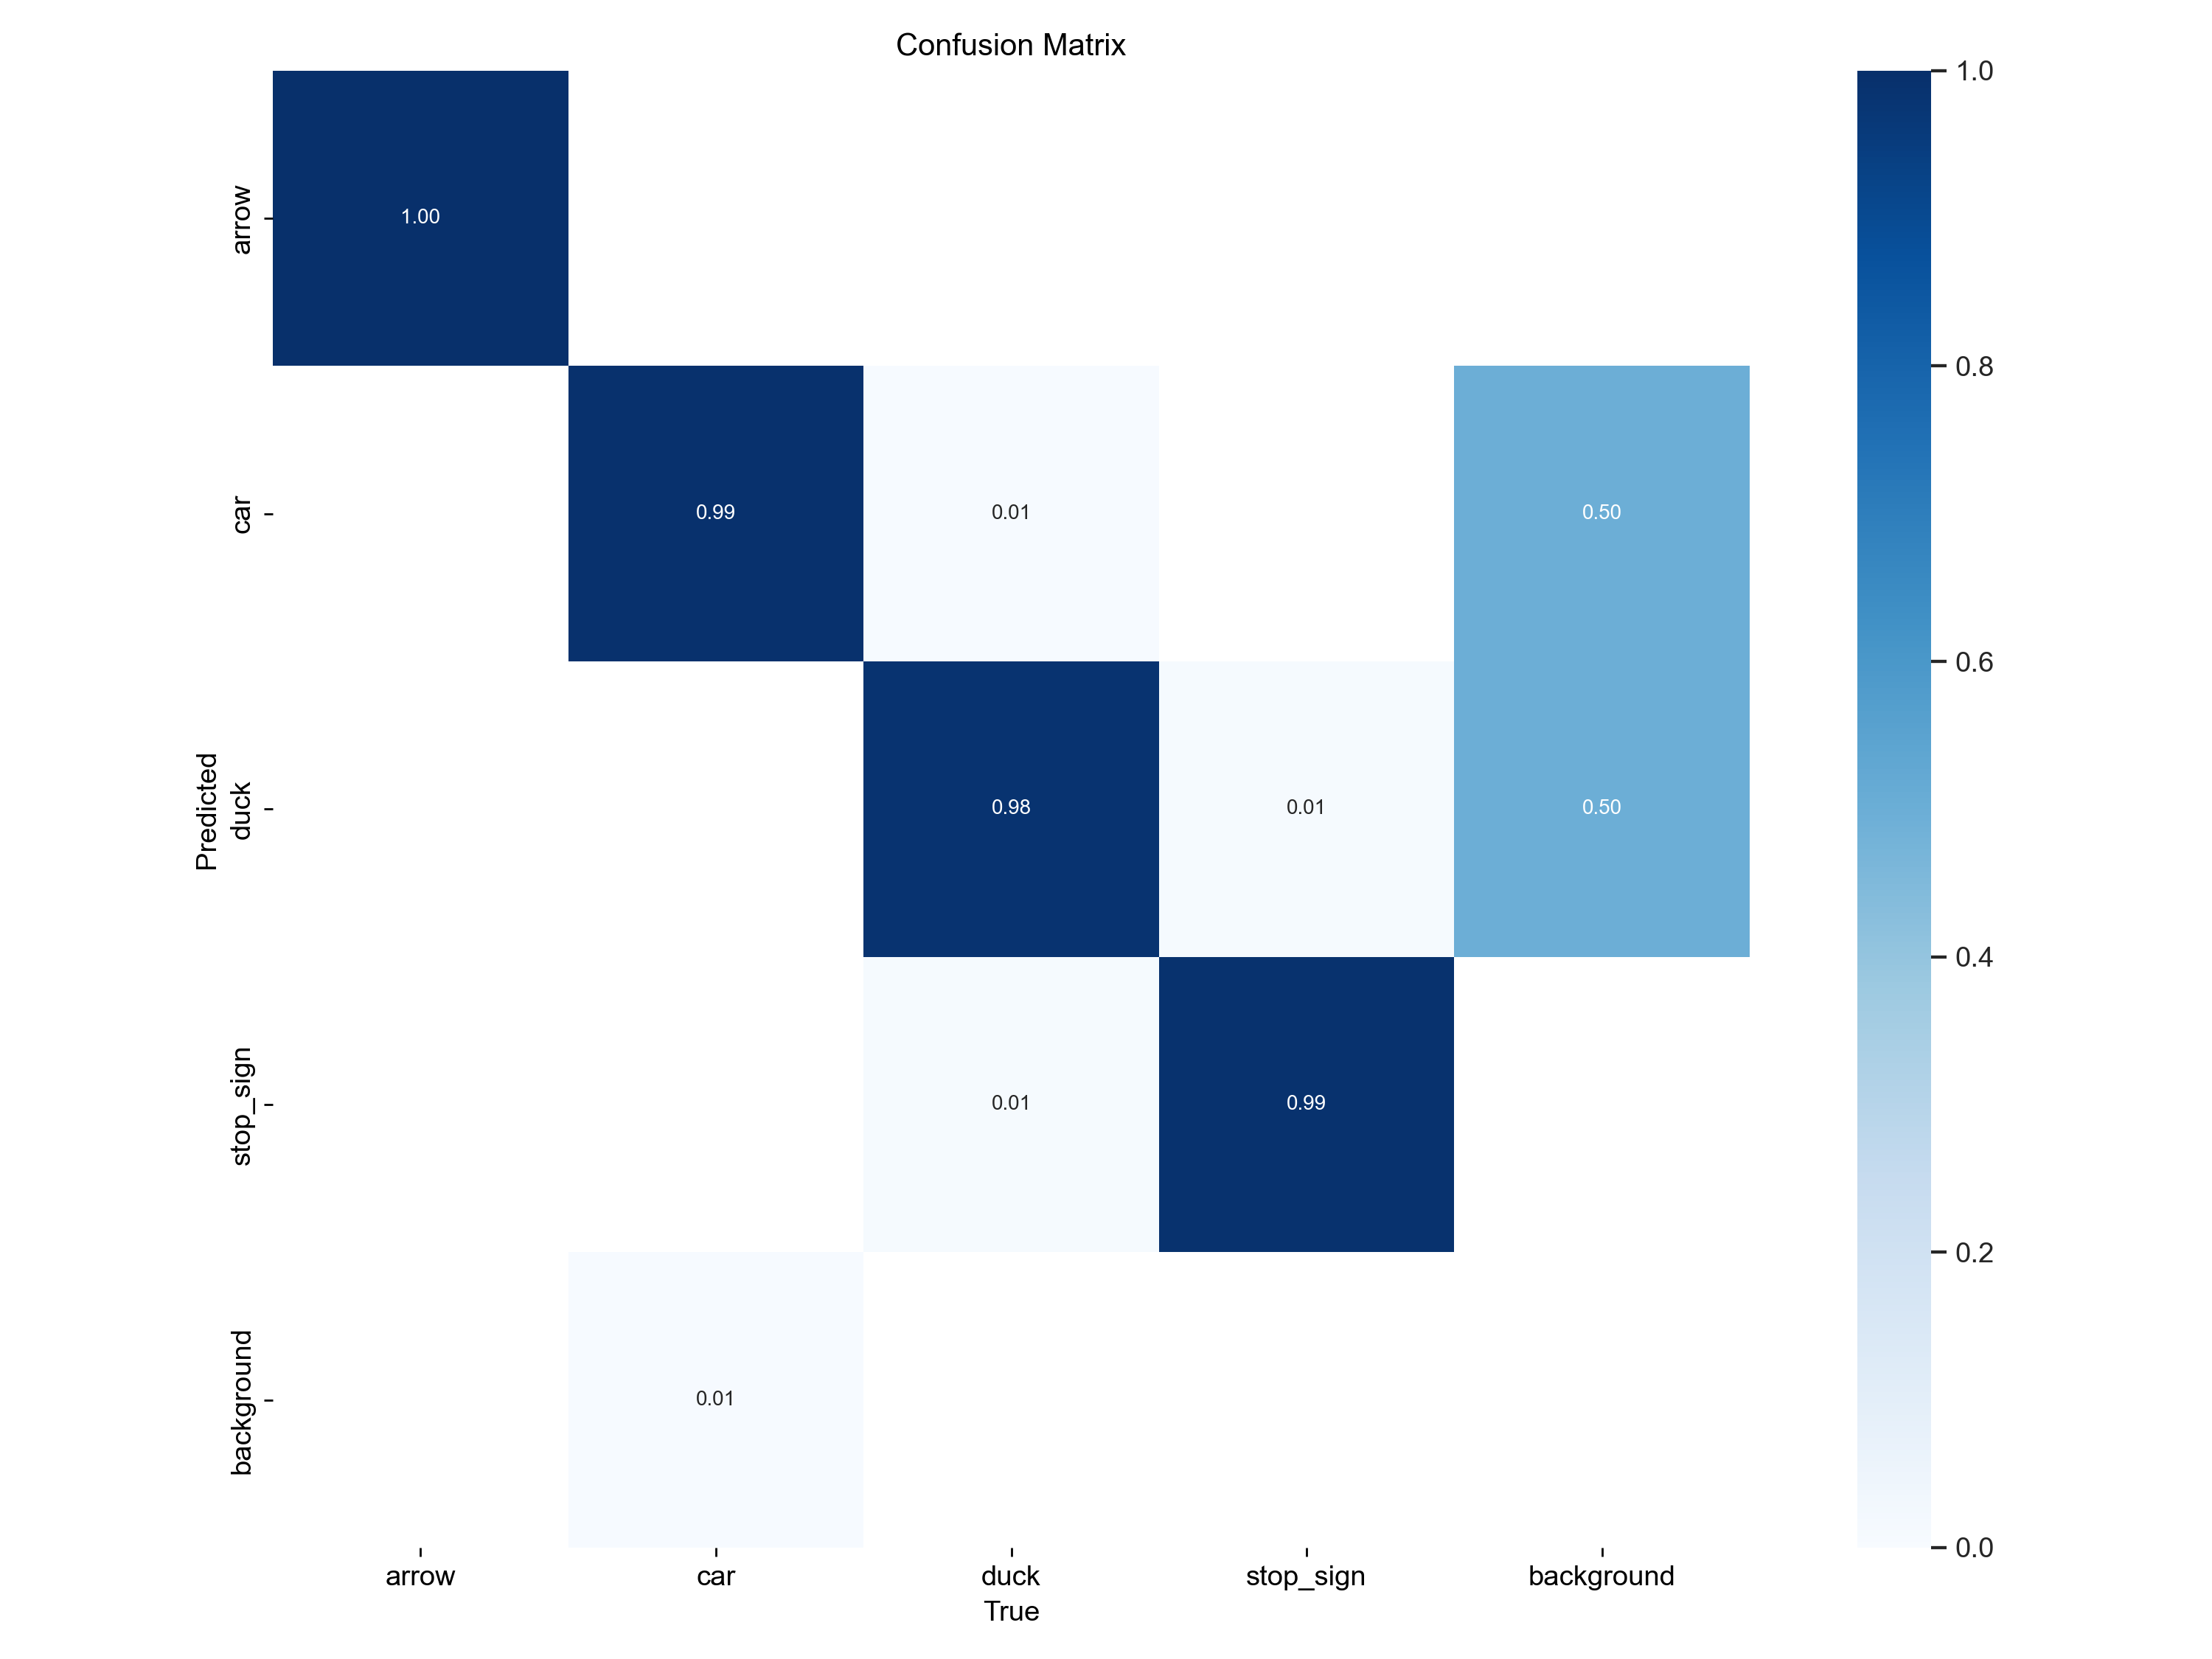 Confusion Matrix
arrow
1.00
car
0.99
0.01
0.50
Predicted
duck
0.98
0.01
0.50
stop_sign
0.01
0.99
background
0.01
arrow
car
duck
stop_sign
background
True
1.0
0.8
0.6
0.4
0.2
0.0